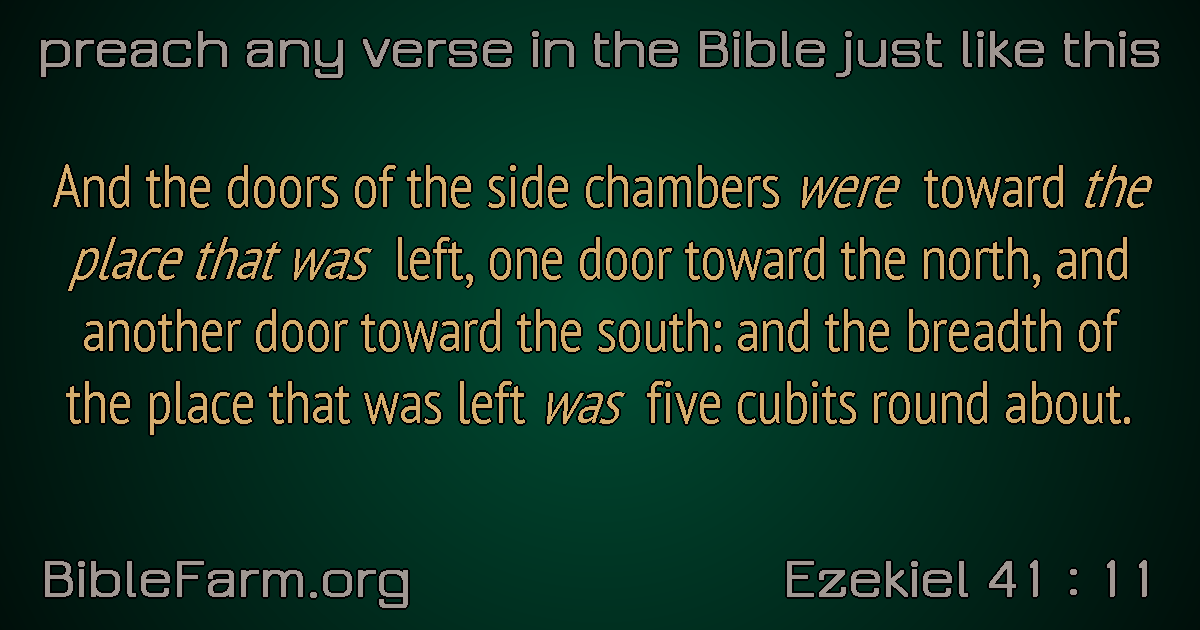 preach any verse in the Bible just like this
And the doors of the side chambers were toward the
place that was left, one door toward the north, and
another door toward the south: and the breadth of
the place that was left was five cubits round about.
BibleFarm.org
Ezekiel 41 : 11